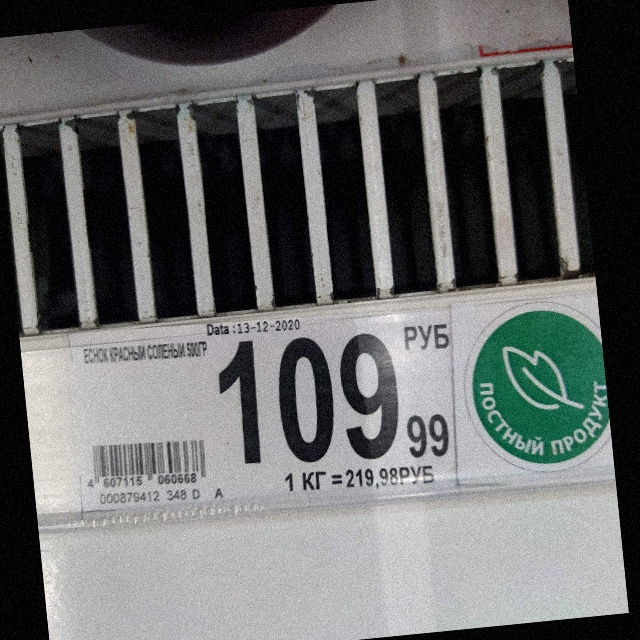 Data :13-12-2020
ЕСНОК КРАСНЫЙ СОЛЕНЫЙ 500ГР
109 99 РУБ
1 КГ =219,98РУБ
4 607115 060668
000879412 348 D A
ПОСТНЫЙ ПРОДУКТ